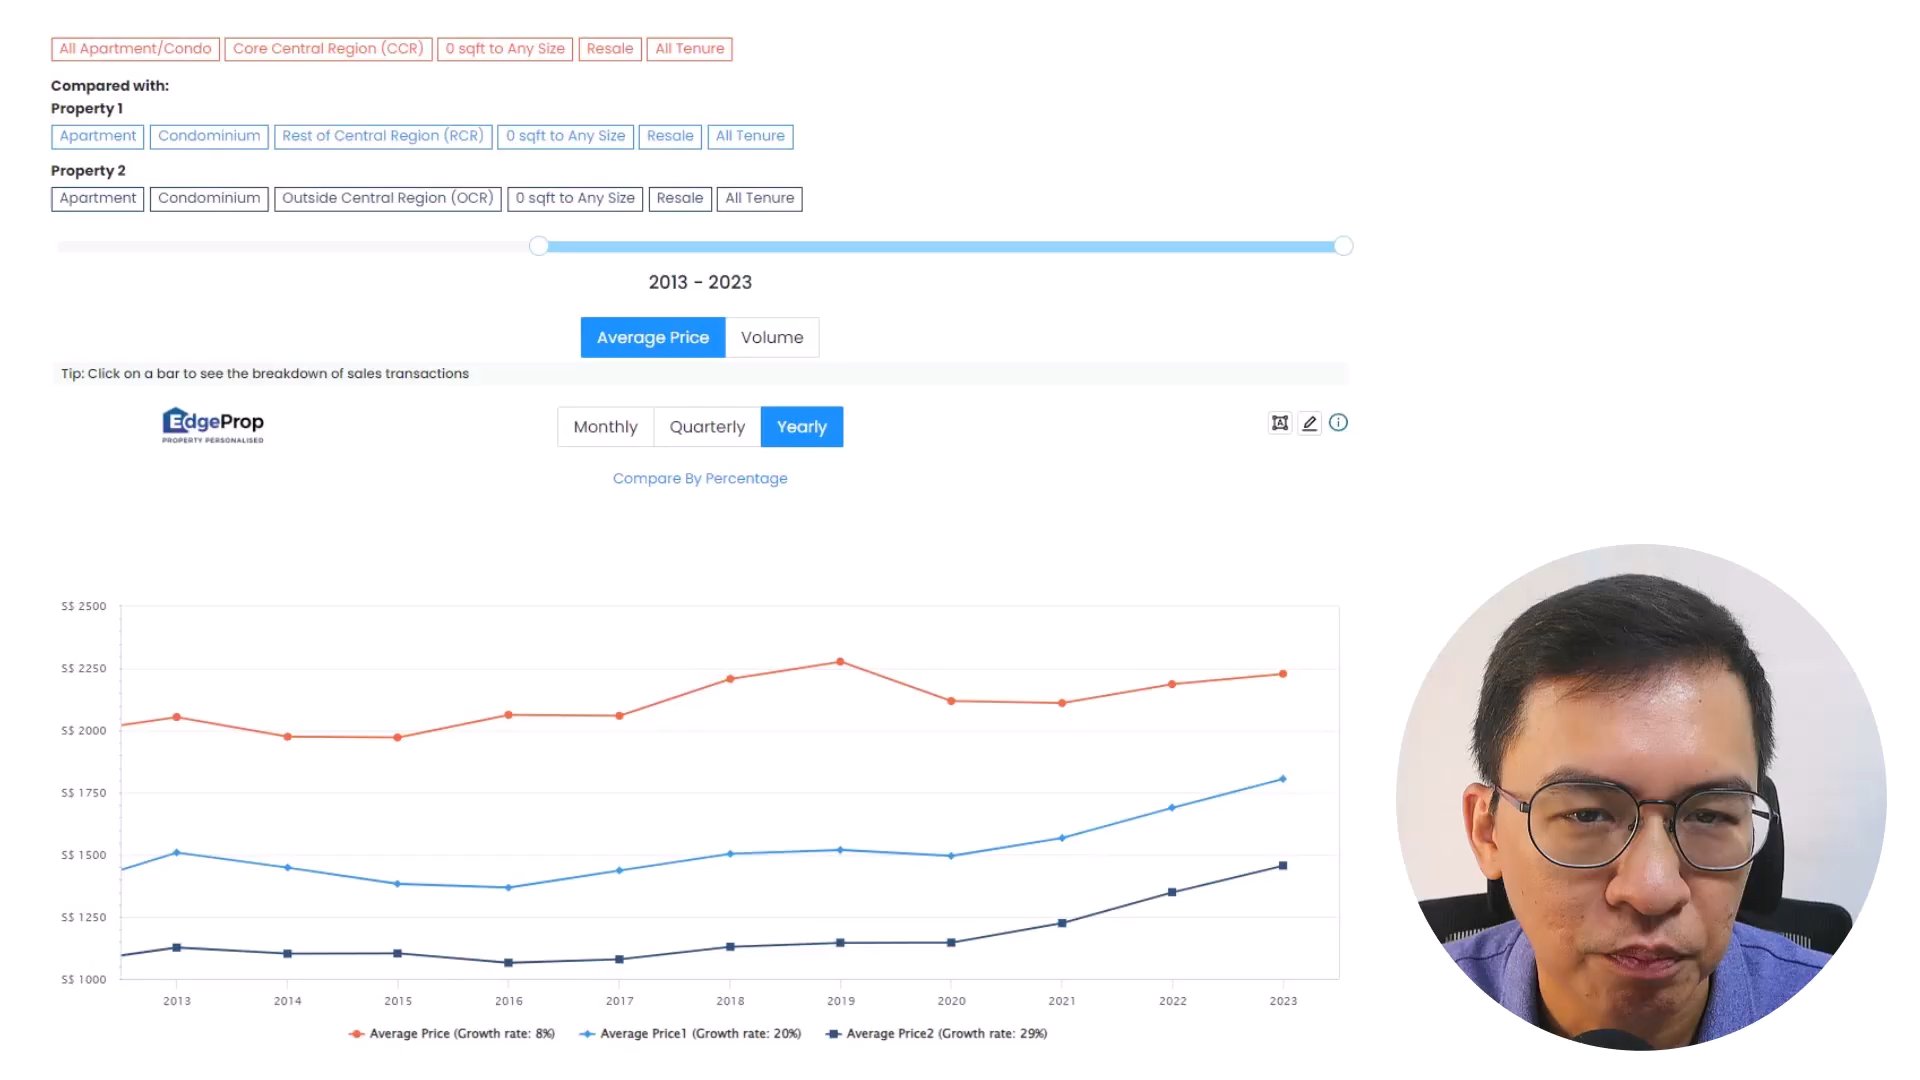 All Apartment/Condo Core Central Region (CCR) 0 sqft to Any Size Resale All Tenure
Compared with:
Property 1
Apartment Condominium Rest of Central Region (RCR) 0 sqft to Any Size Resale All Tenure
Property 2
Apartment Condominium Outside Central Region (OCR) 0 sqft to Any Size Resale All Tenure
2013 - 2023
Average Price Volume
Tip: Click on a bar to see the breakdown of sales transactions
EdgeProp
PROPERTY PERSONALISED
Monthly Quarterly Yearly
Compare By Percentage
S$ 2500
S$ 2250
S$ 2000
S$ 1750
S$ 1500
S$ 1250
S$ 1000
2013 2014 2015 2016 2017 2018 2019 2020 2021 2022 2023
Average Price (Growth rate: 8%) Average Price1 (Growth rate: 20%) Average Price2 (Growth rate: 29%)